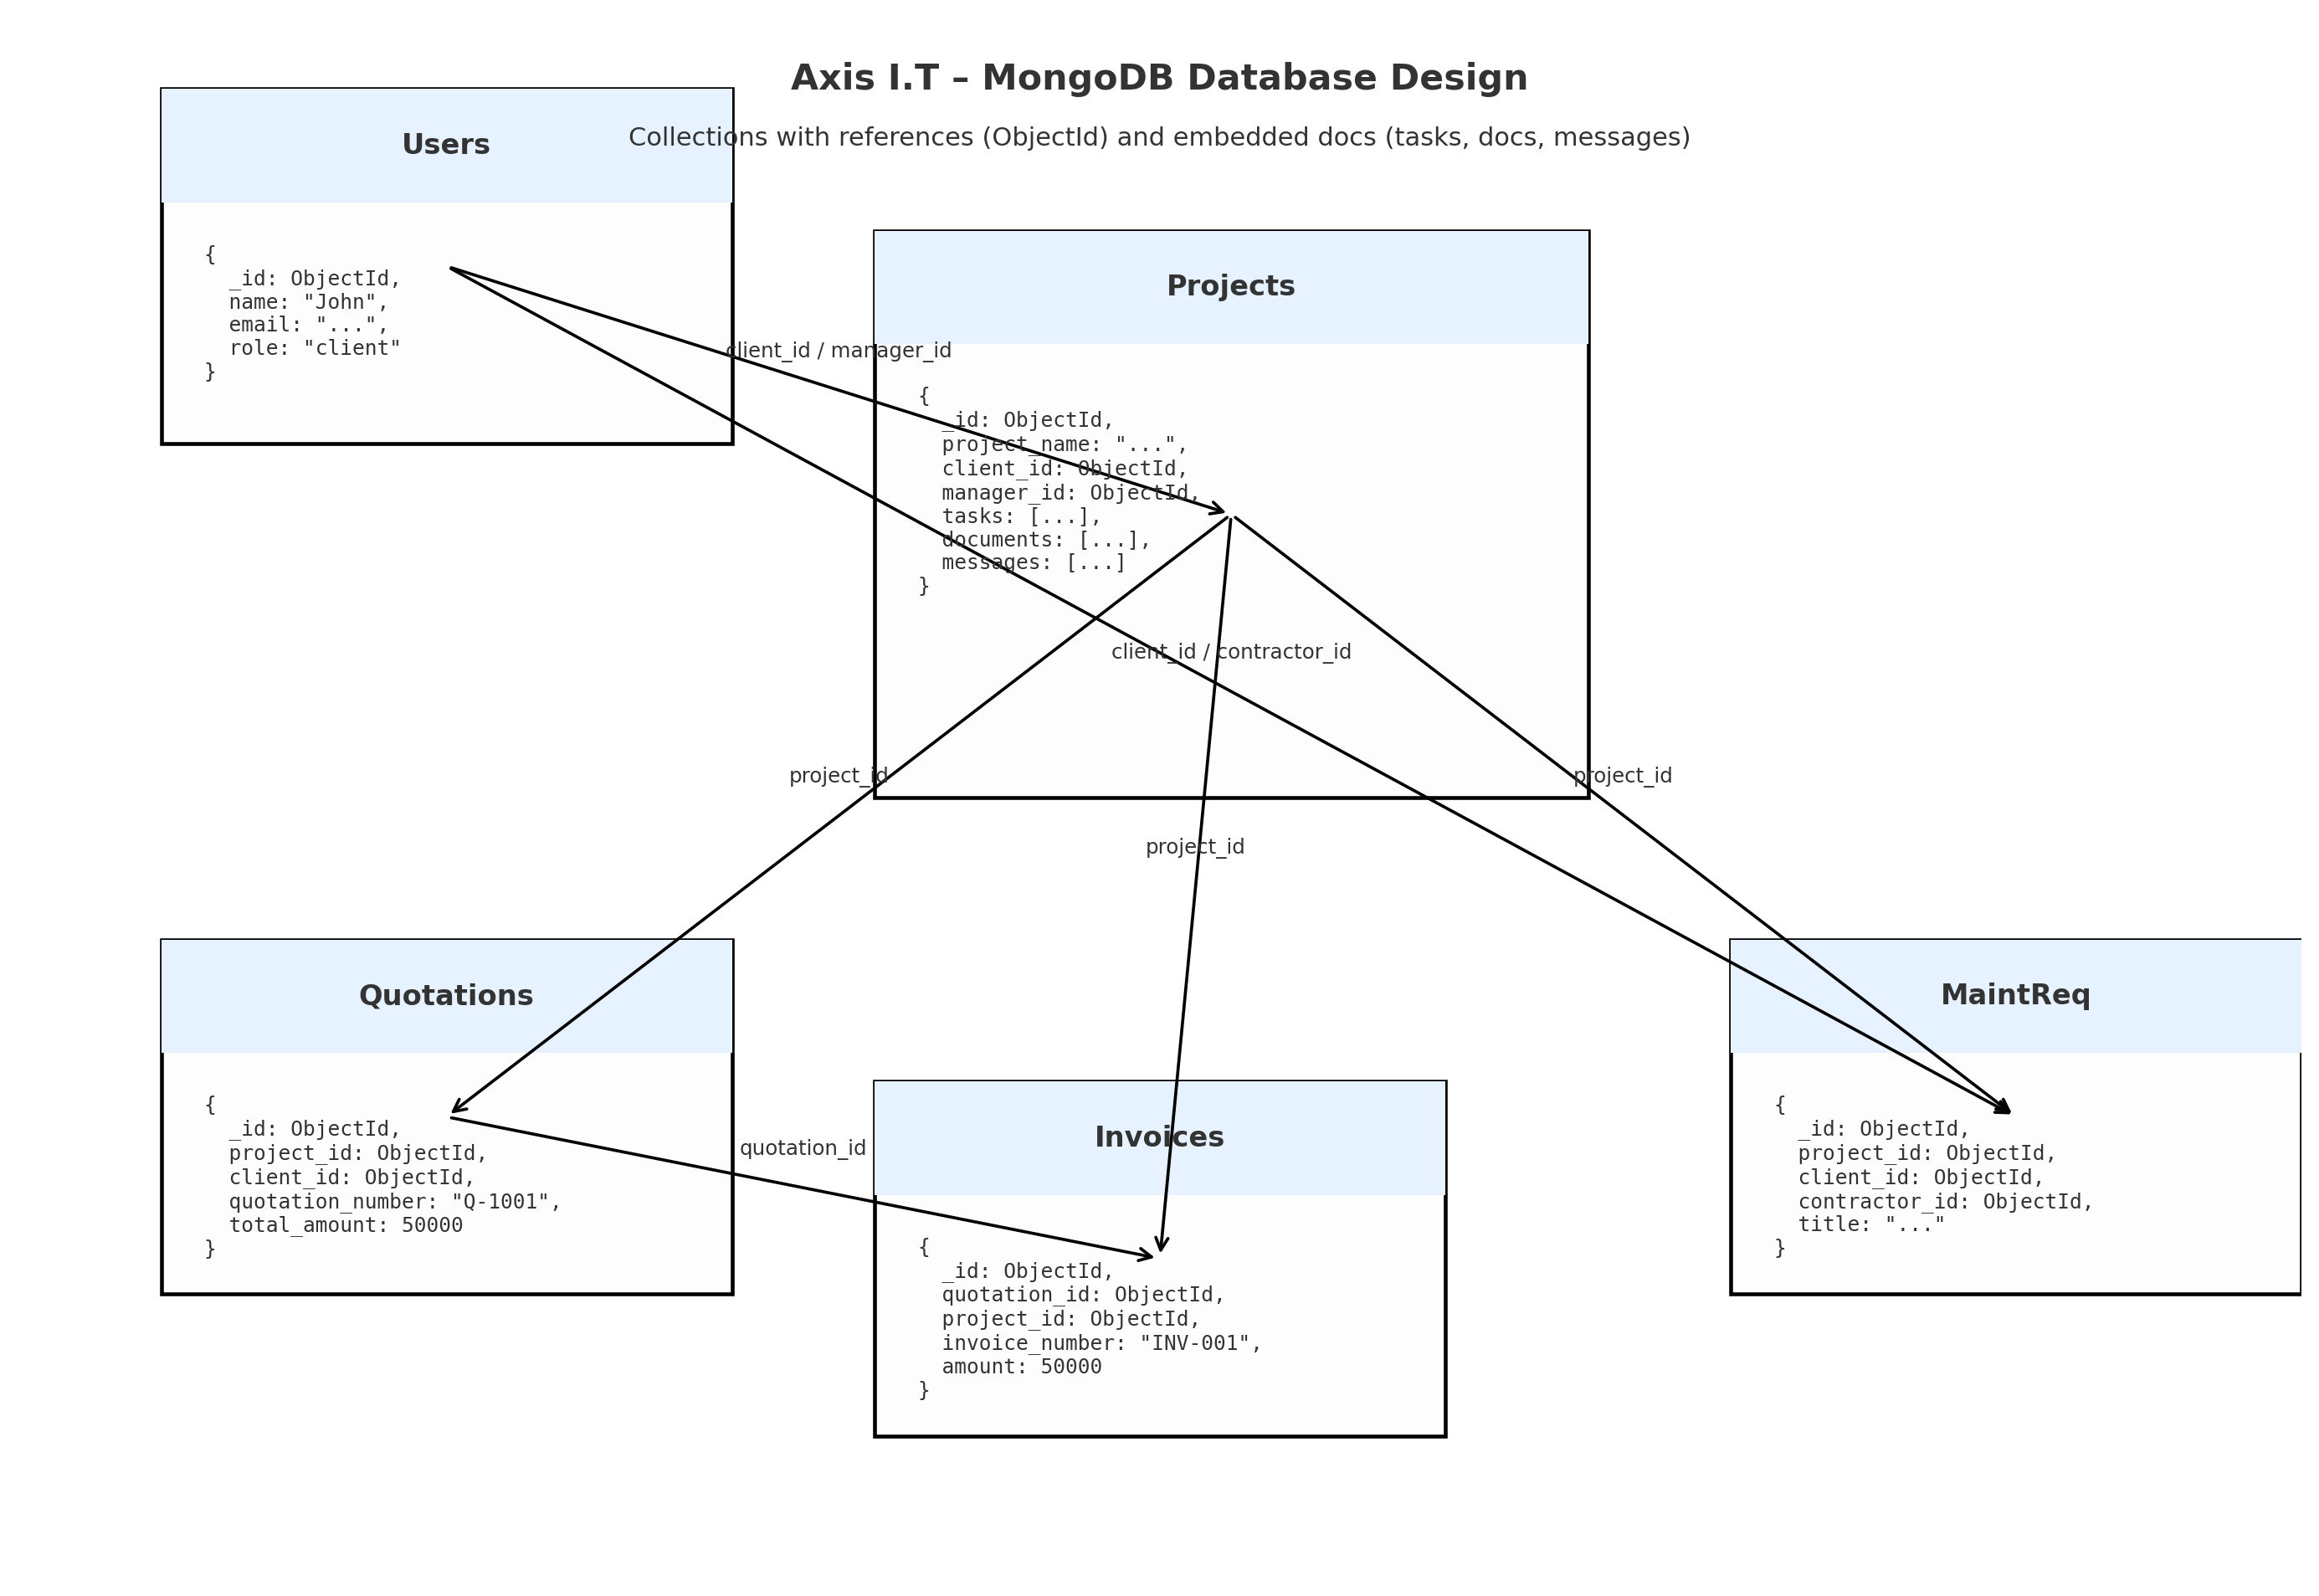 Axis I.T – MongoDB Database Design
Collections with references (ObjectId) and embedded docs (tasks, docs, messages)
Users
{
  _id: ObjectId,
  name: "John",
  email: "...",
  role: "client"
}
client_id / manager_id
Projects
{
  _id: ObjectId,
  project_name: "...",
  client_id: ObjectId,
  manager_id: ObjectId,
  tasks: [...],
  documents: [...],
  messages: [...]
}
client_id / contractor_id
project_id
project_id
project_id
Quotations
{
  _id: ObjectId,
  project_id: ObjectId,
  client_id: ObjectId,
  quotation_number: "Q-1001",
  total_amount: 50000
}
quotation_id
Invoices
{
  _id: ObjectId,
  quotation_id: ObjectId,
  project_id: ObjectId,
  invoice_number: "INV-001",
  amount: 50000
}
MaintReq
{
  _id: ObjectId,
  project_id: ObjectId,
  client_id: ObjectId,
  contractor_id: ObjectId,
  title: "..."
}